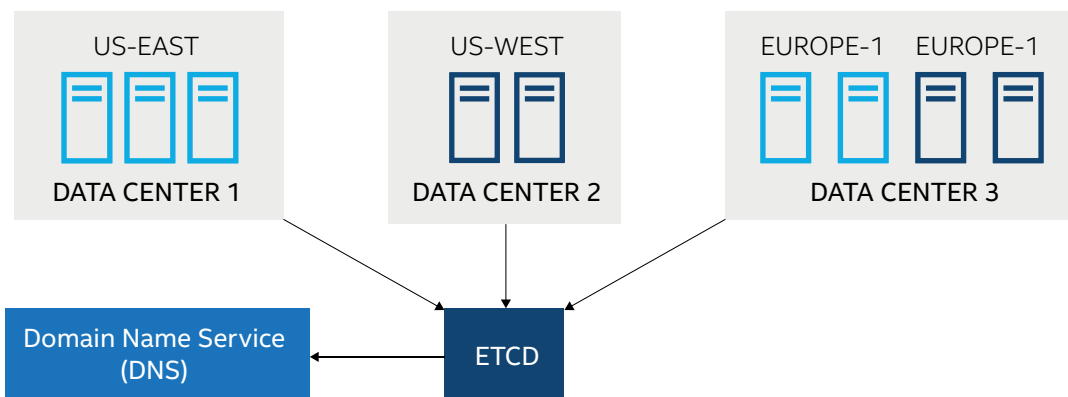 US-EAST
US-WEST
EUROPE-1
EUROPE-1
DATA CENTER 1
DATA CENTER 2
DATA CENTER 3
Domain Name Service
(DNS)
ETCD